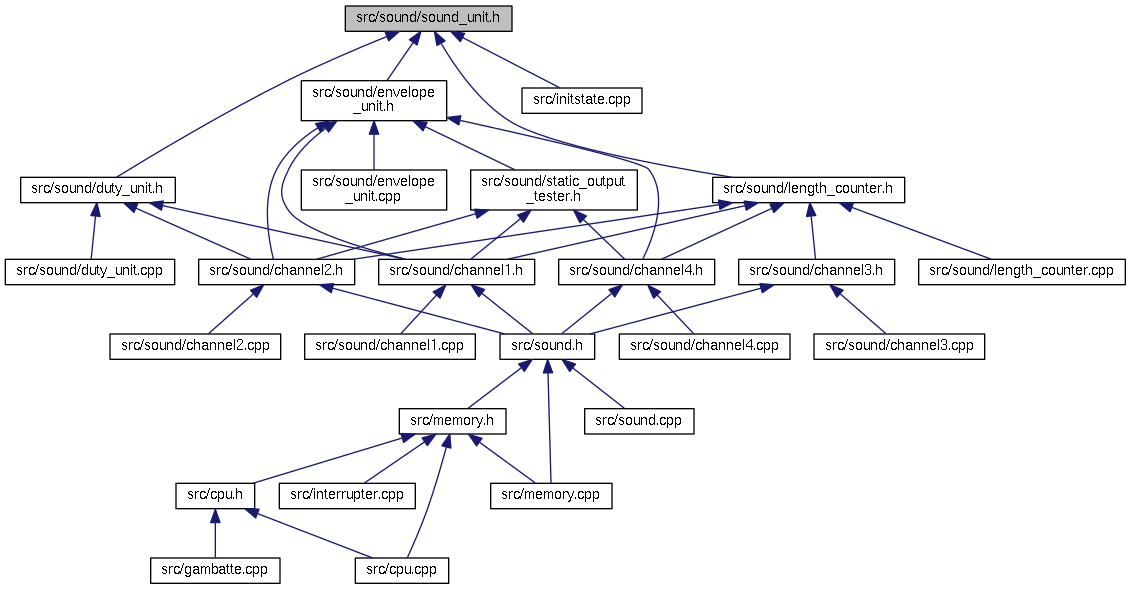 src/sound/sound_unit.h
src/sound/envelope
_unit.h
src/initstate.cpp
src/sound/duty_unit.h
src/sound/envelope
_unit.cpp
src/sound/static_output
_tester.h
src/sound/length_counter.h
src/sound/duty_unit.cpp
src/sound/channel2.h
src/sound/channel1.h
src/sound/channel4.h
src/sound/channel3.h
src/sound/length_counter.cpp
src/sound/channel2.cpp
src/sound/channel1.cpp
src/sound.h
src/sound/channel4.cpp
src/sound/channel3.cpp
src/memory.h
src/sound.cpp
src/cpu.h
src/interrupter.cpp
src/memory.cpp
src/gambatte.cpp
src/cpu.cpp